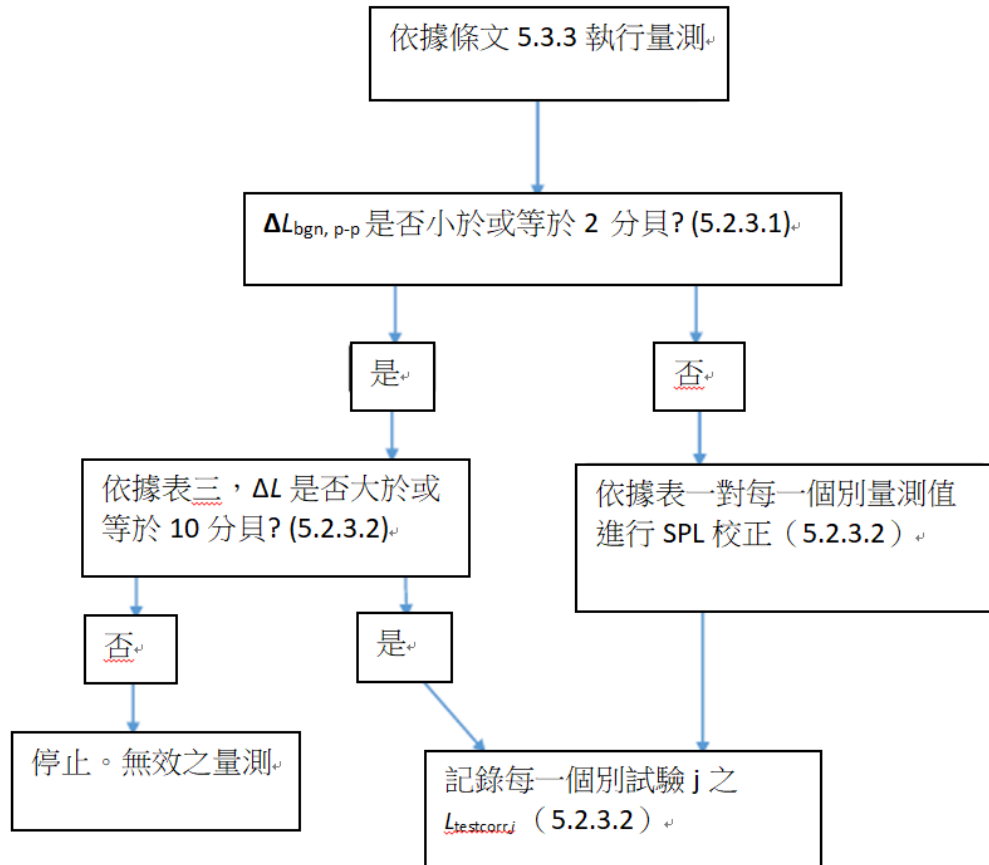 依據條文 5.3.3 執行量測
ΔLbgn, p-p 是否小於或等於 2 分貝? (5.2.3.1)
是
否
依據表三，ΔL 是否大於或
等於 10 分貝? (5.2.3.2)
依據表一對每一個別量測值
進行 SPL 校正（5.2.3.2）
否
是
停止。無效之量測
記錄每一個別試驗 j 之
Ltestcorr,j （5.2.3.2）